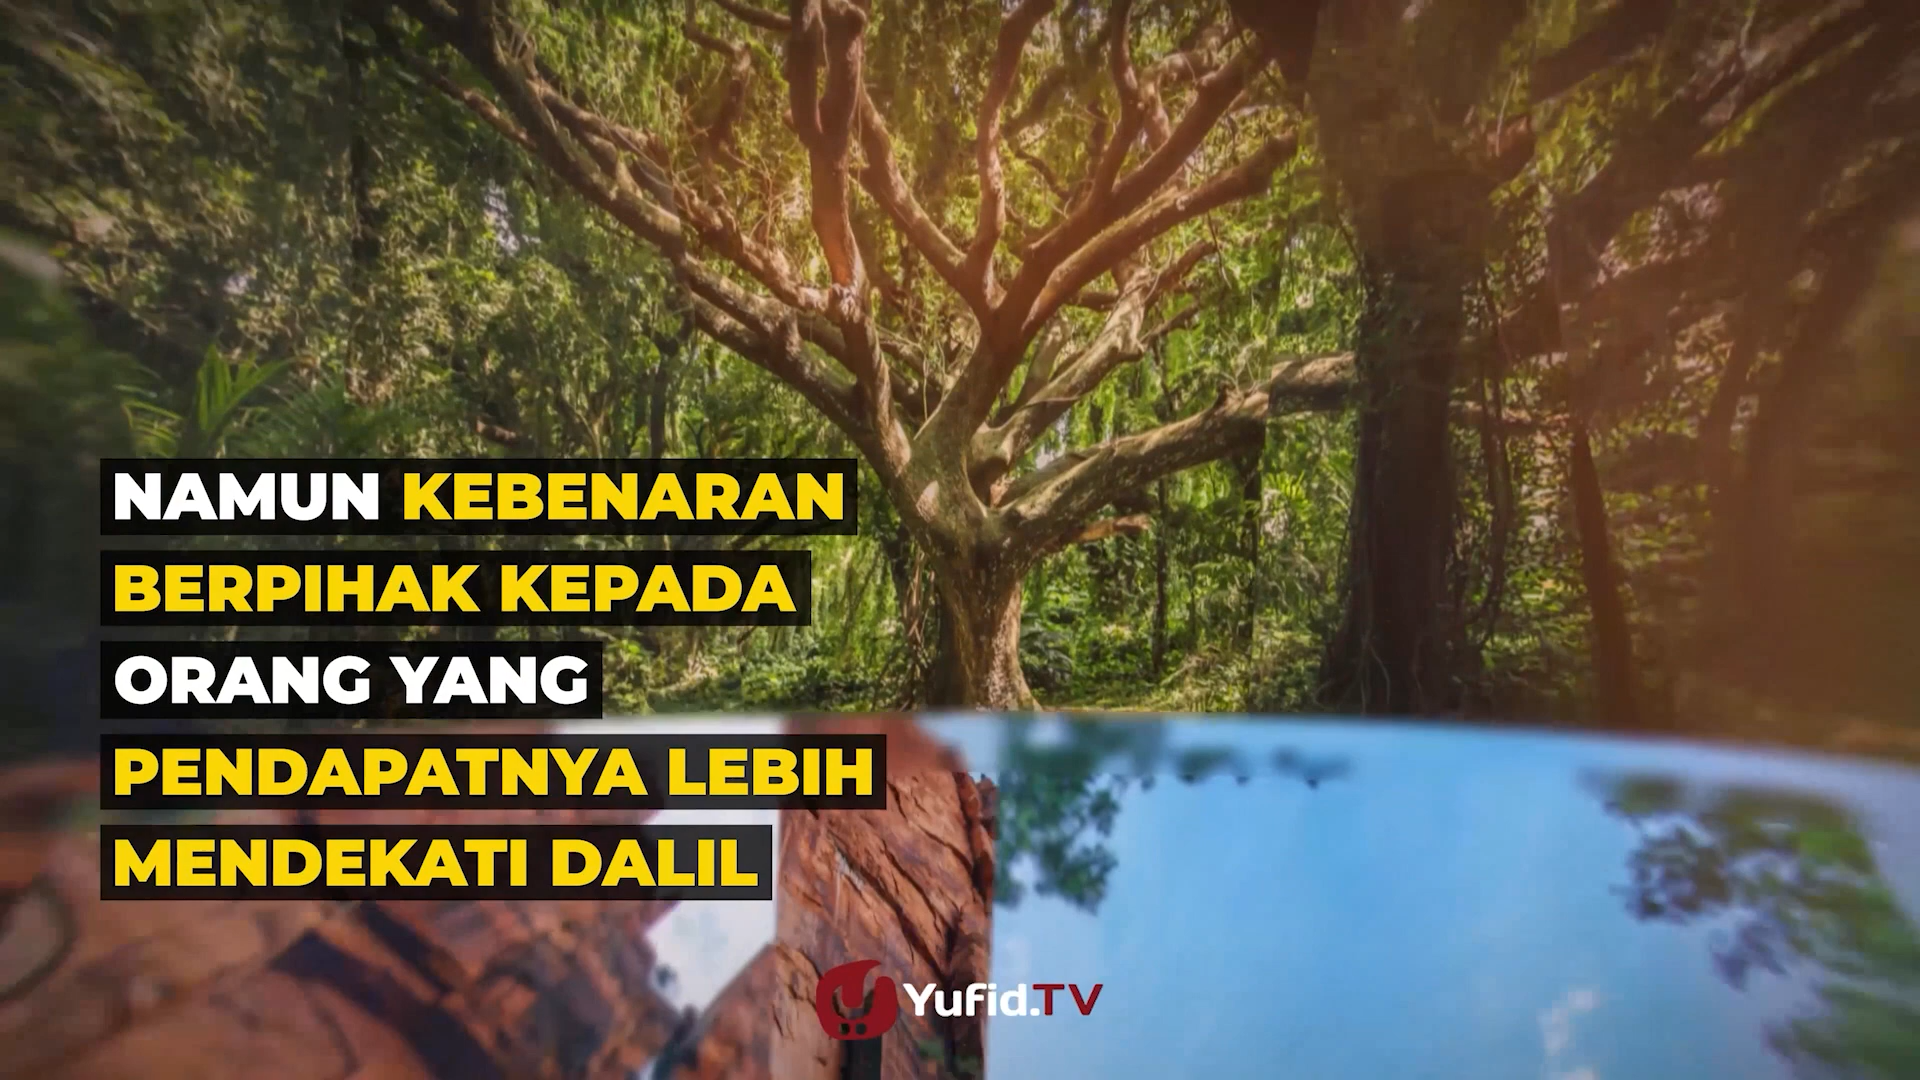 NAMUN KEBENARAN
BERPIHAK KEPADA
ORANG YANG
PENDAPATNYA LEBIH
MENDEKATI DALIL
Yufid.TV